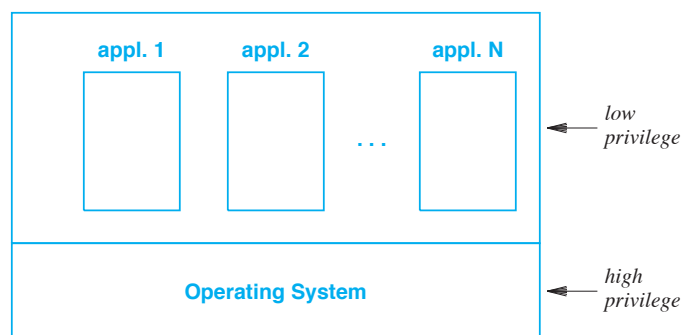 appl. 1
appl. 2
appl. N
. . .
low
privilege
Operating System
high
privilege